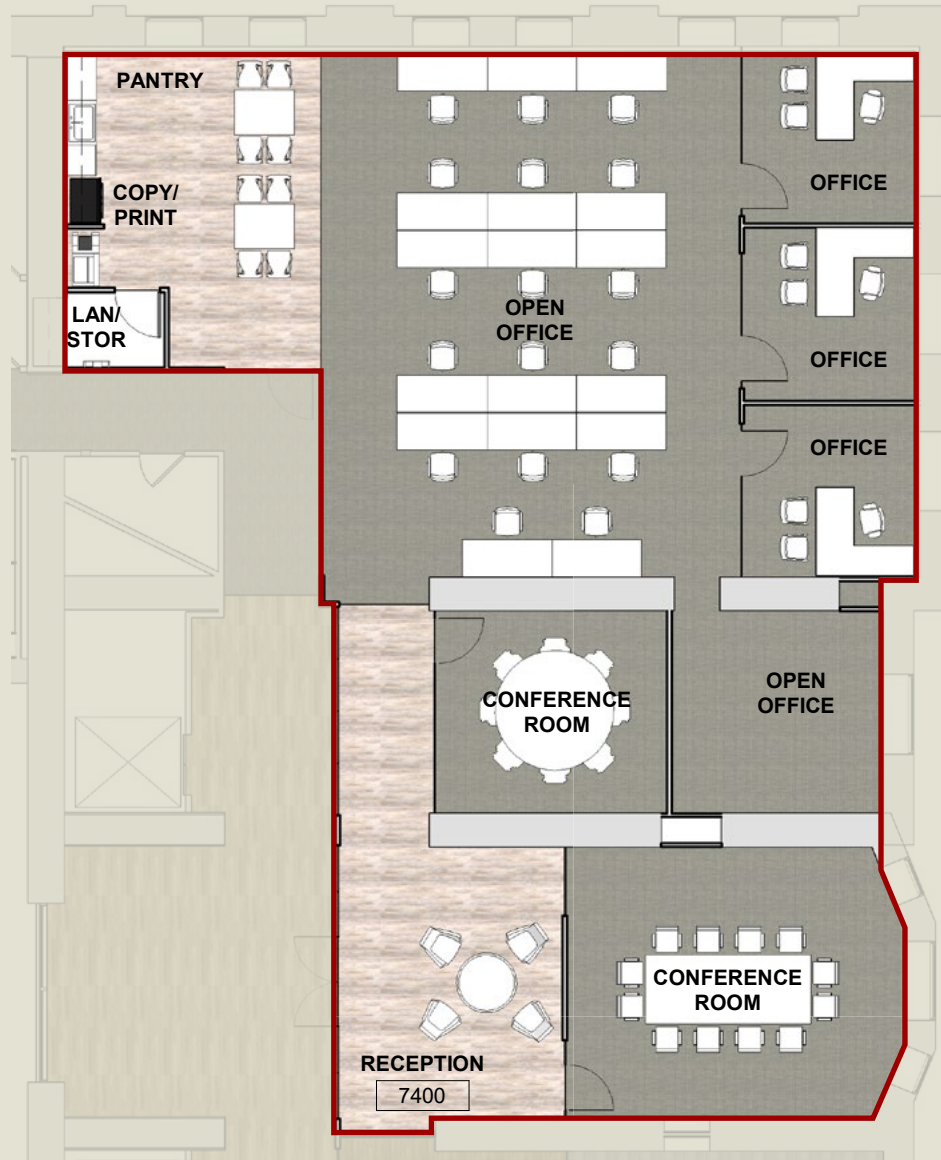 PANTRY
COPY/
PRINT
LAN/
STOR
OPEN
OFFICE
OFFICE
OFFICE
OFFICE
CONFERENCE
ROOM
OPEN
OFFICE
CONFERENCE
ROOM
RECEPTION
7400